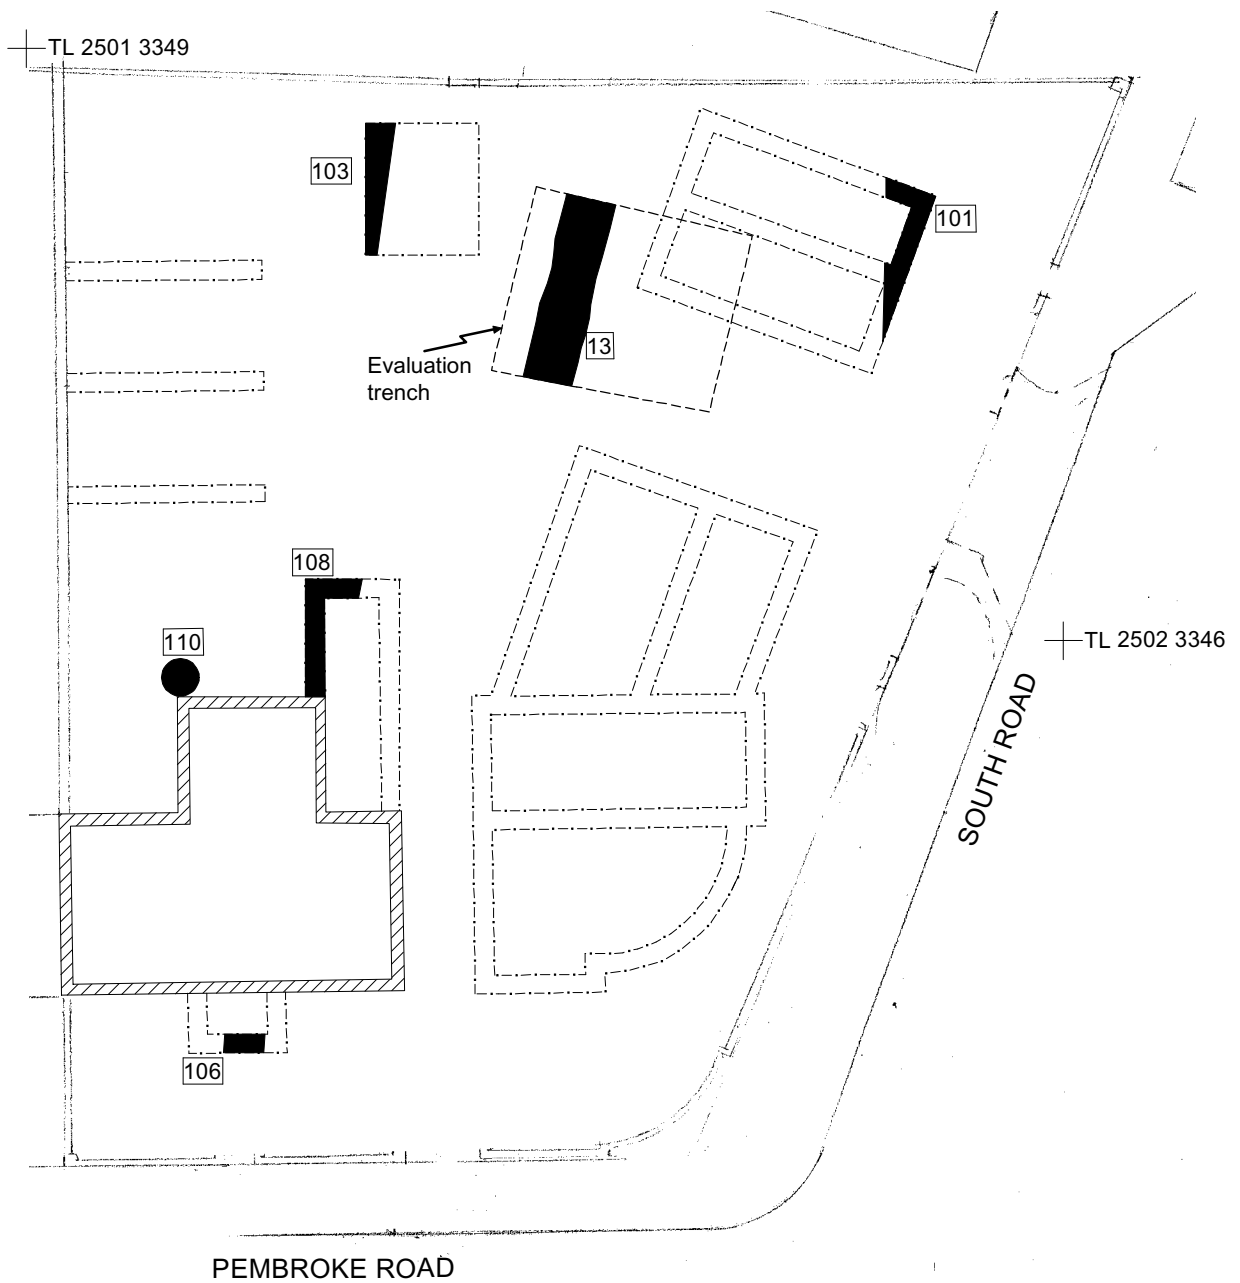 TL 2501 3349
103
101
13
Evaluation
trench
108
110
TL 2502 3346
SOUTH ROAD
106
PEMBROKE ROAD